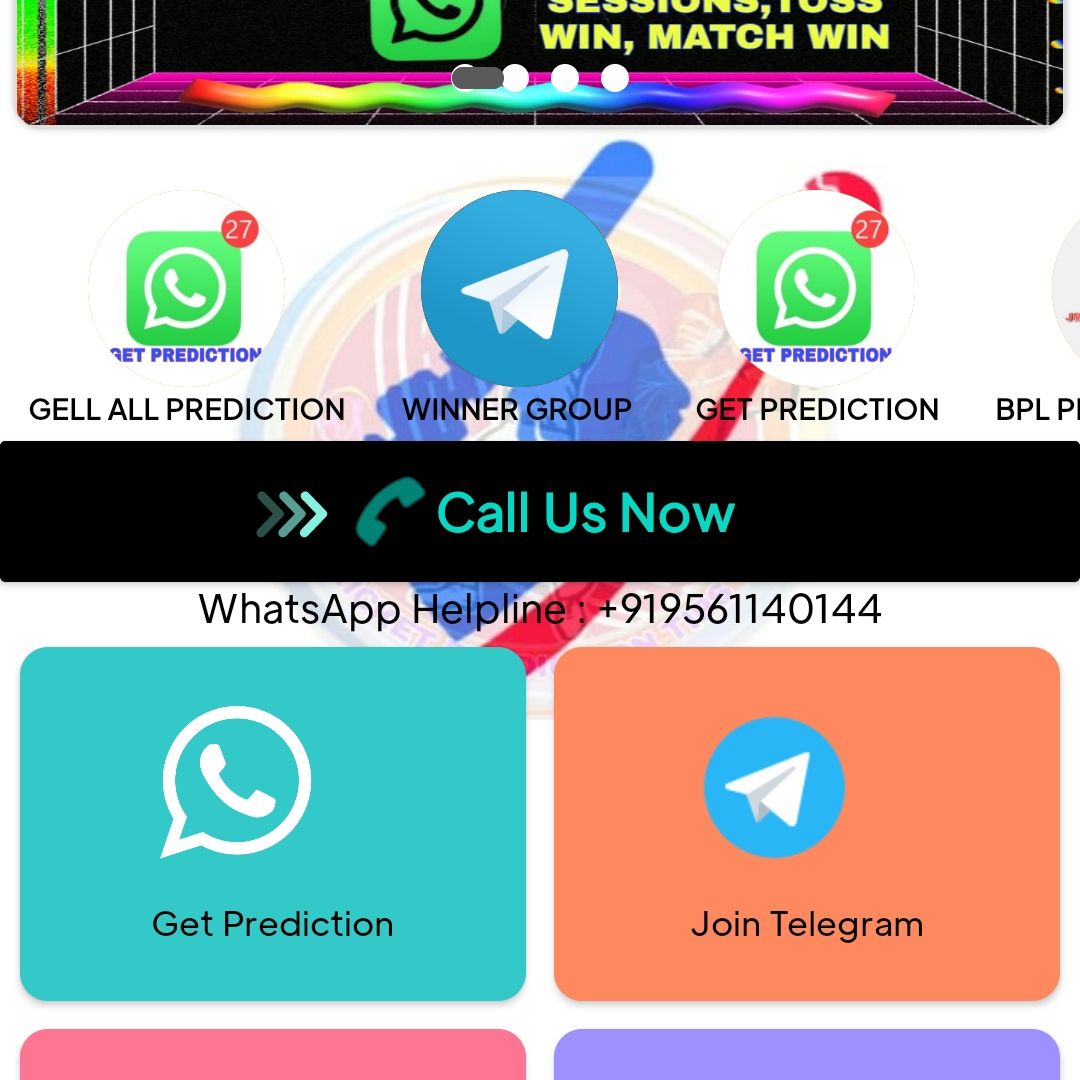 SESSIONS,TOSS
WIN, MATCH WIN
27
GET PREDICTION
27
GET PREDICTION
GELL ALL PREDICTION
WINNER GROUP
GET PREDICTION
BPL
Call Us Now
WhatsApp Helpline : +919561140144
Get Prediction
Join Telegram